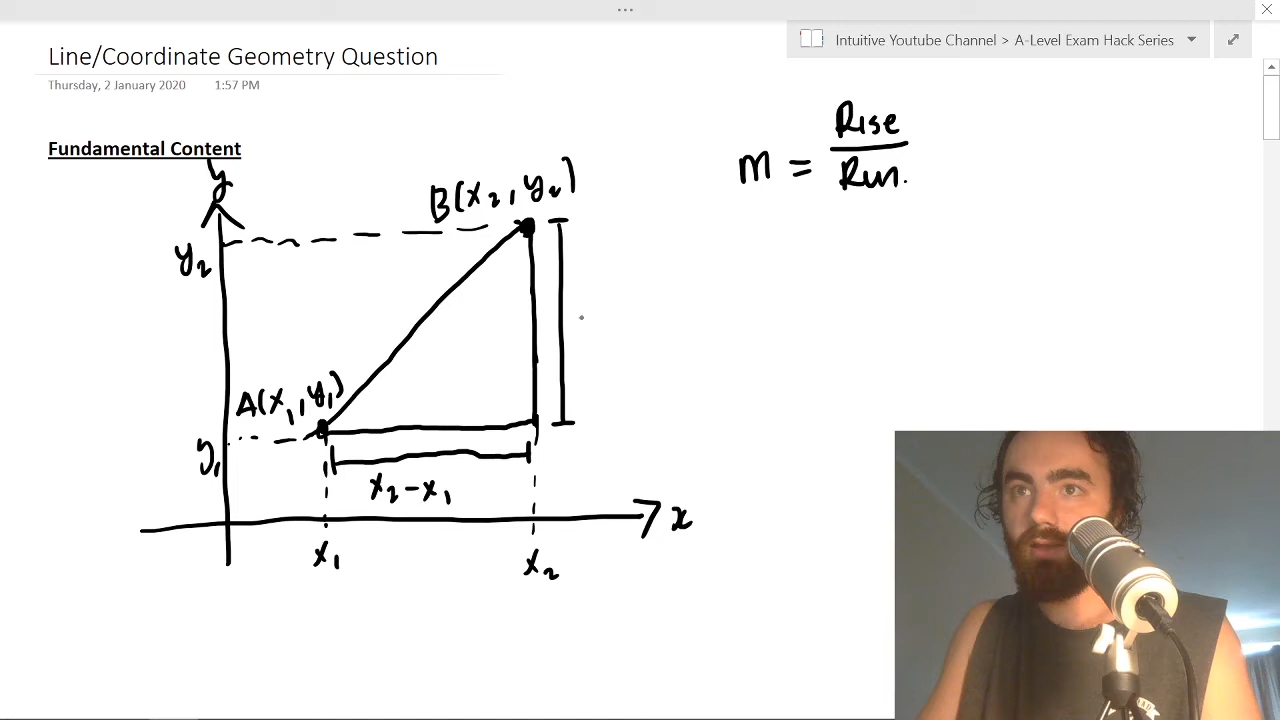 Line/Coordinate Geometry Question
Thursday, 2 January 2020 1:57 PM
Intuitive Youtube Channel > A-Level Exam Hack Series
Fundamental Content
m = Rise
Run.
y
B(x₂, y₂)
y₂
A(x₁, y₁)
y₁
x₂ - x₁
x
x₁
x₂